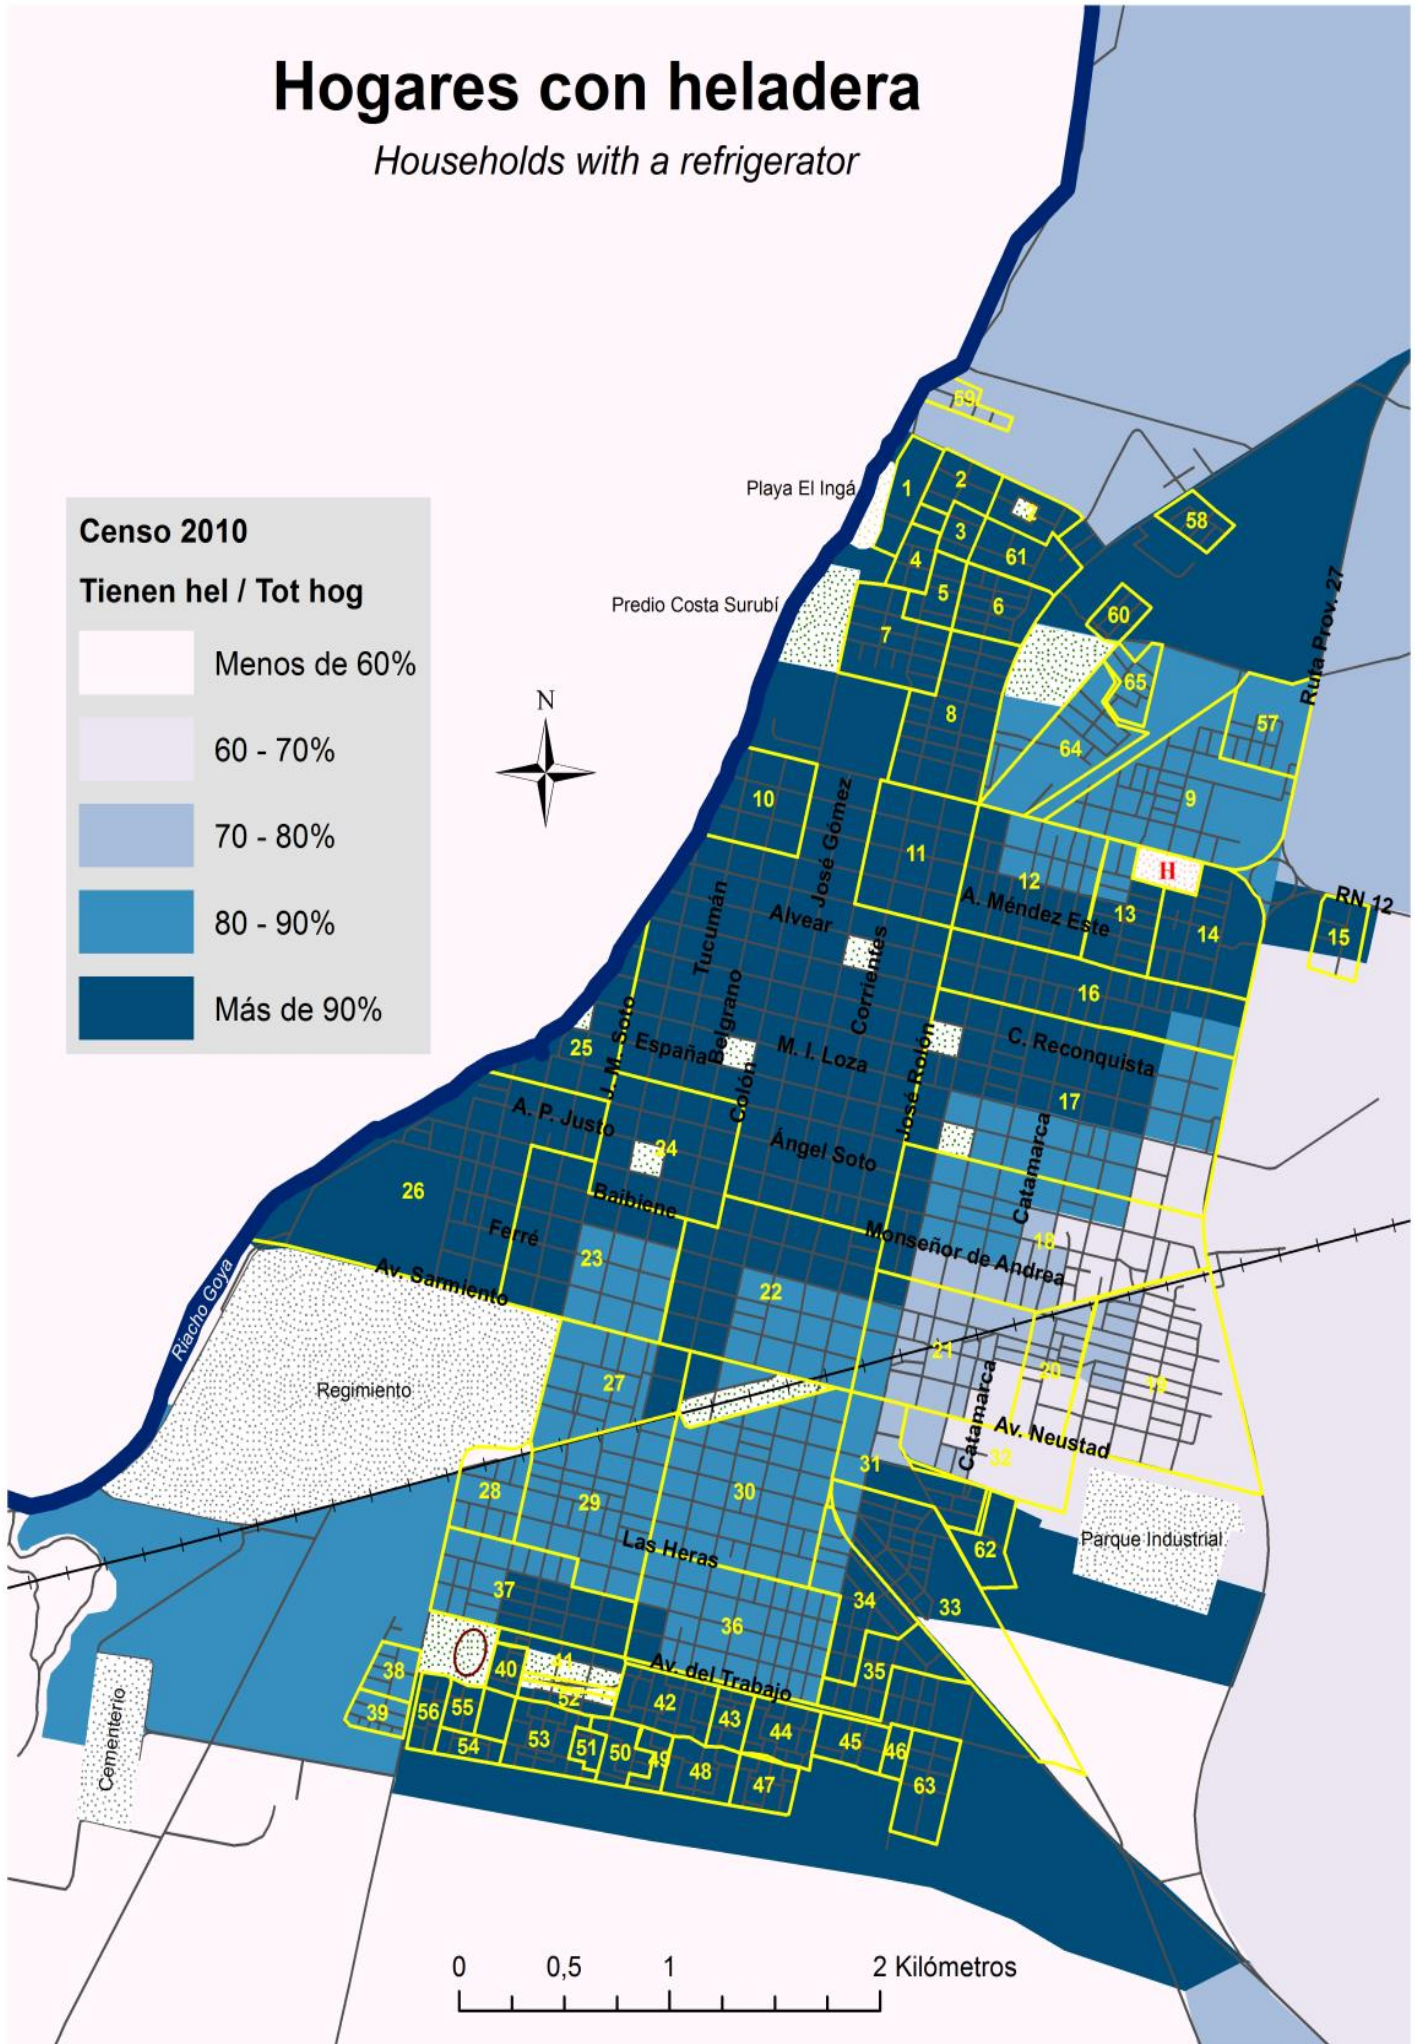 Hogares con heladera
Households with a refrigerator
59
Playa El Ingá
1
2
3
61
4
58
Censo 2010
Tienen hel / Tot hog
Menos de 60%
60 - 70%
70 - 80%
80 - 90%
Más de 90%
Predio Costa Surubí
5
6
7
60
Ruta Prov. 27
65
N
8
64
57
10
José Gómez
9
11
12
H
A. Méndez Este
13
14
RN 12
15
Tucumán
Alvear
Corrientes
16
J. M. Soto
Belgrano
25
España
M. I. Loza
José Rolón
C. Reconquista
Colón
17
A. P. Justo
24
Ángel Soto
Catamarca
26
Baibiene
Ferré
23
Monseñor de Andrea
18
Av. Sarmiento
22
Riacho Goya
Regimiento
27
21
20
19
Catamarca
Av. Neustad
32
31
28
29
30
Las Heras
62
Parque Industrial
37
34
33
36
38
40
41
Av. del Trabajo
35
39
56
55
52
42
43
44
45
46
54
53
51
50
49
48
47
63
Cementerio
0
0,5
1
2 Kilómetros